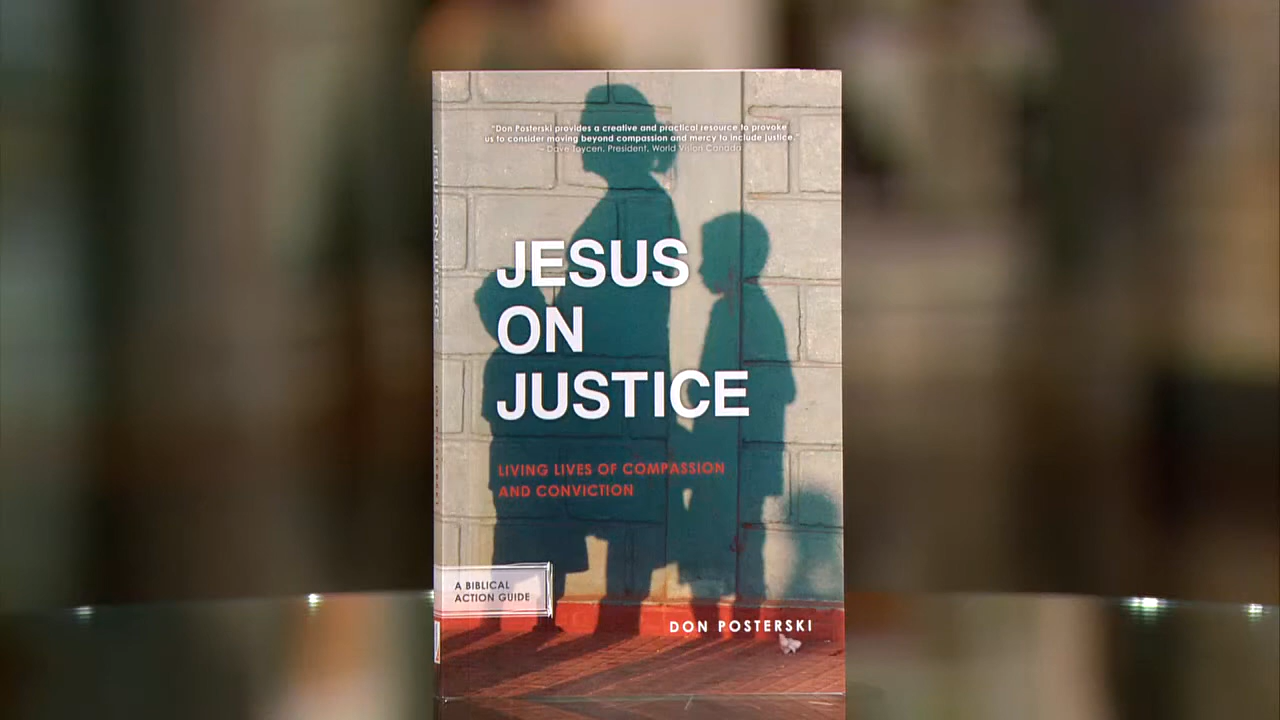 "Don Posterski provides a creative and practical resource to provoke
us to consider moving beyond compassion and mercy to include justice."
– Dave Toycen, President, World Vision Canada
JESUS
ON
JUSTICE
LIVING LIVES OF COMPASSION
AND CONVICTION
A BIBLICAL
ACTION GUIDE
DON POSTERSKI
JESUS ON JUSTICE
DON POSTERSKI